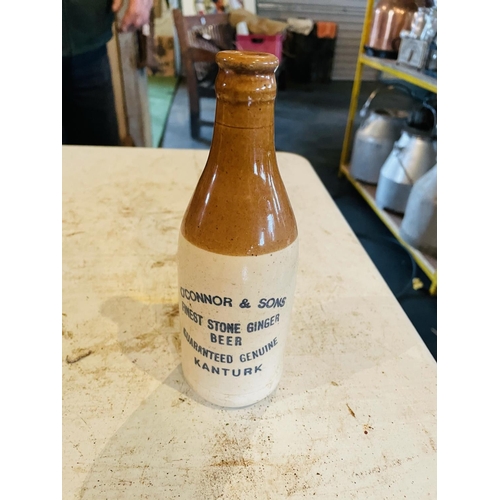 O'CONNOR & SONS
FINEST STONE GINGER
BEER
GUARANTEED GENUINE
KANTURK